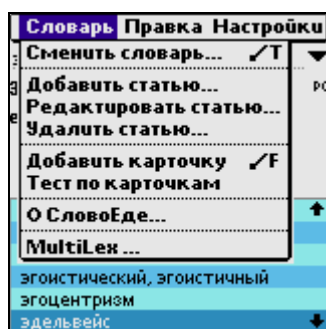 Словарь Правка Настройки
Сменить словарь... ⁄T
Добавить статью...
Редактировать статью...
Удалить статью...
Добавить карточку ⁄F
Тест по карточкам
О СловоЕде...
MultiLex ...
эгоистический, эгоистичный
эгоцентризм
эдельвейс